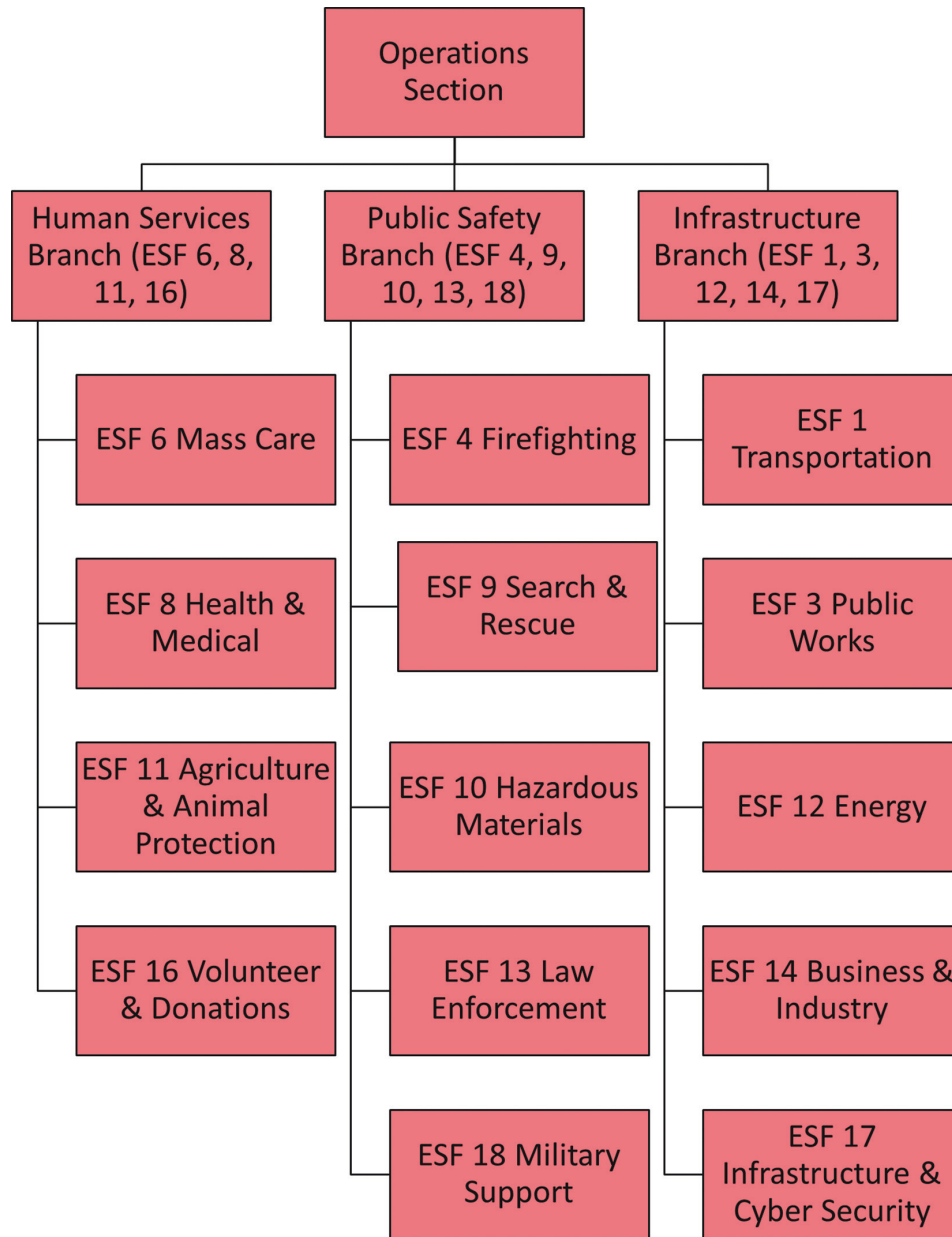 Operations
Section
Human Services
Branch (ESF 6, 8,
11, 16)
Public Safety
Branch (ESF 4, 9,
10, 13, 18)
Infrastructure
Branch (ESF 1, 3,
12, 14, 17)
ESF 6 Mass Care
ESF 8 Health &
Medical
ESF 11 Agriculture
& Animal
Protection
ESF 16 Volunteer
& Donations
ESF 4 Firefighting
ESF 9 Search &
Rescue
ESF 10 Hazardous
Materials
ESF 13 Law
Enforcement
ESF 18 Military
Support
ESF 1
Transportation
ESF 3 Public
Works
ESF 12 Energy
ESF 14 Business &
Industry
ESF 17
Infrastructure &
Cyber Security